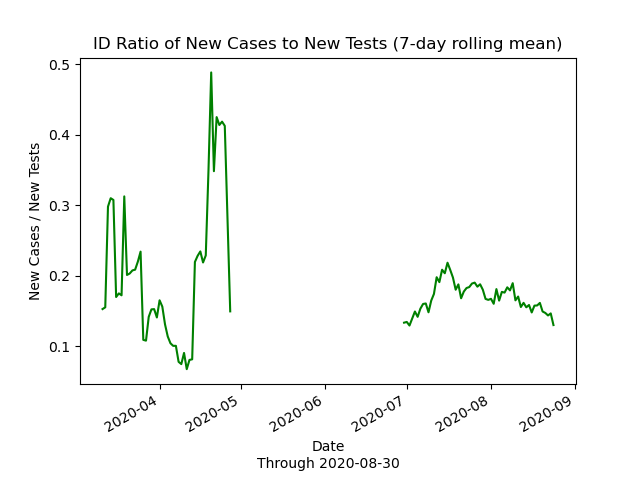 ID Ratio of New Cases to New Tests (7-day rolling mean)
0.5
0.4
0.3
0.2
0.1
New Cases / New Tests
2020-04
2020-05
2020-06
2020-07
2020-08
2020-09
Date
Through 2020-08-30